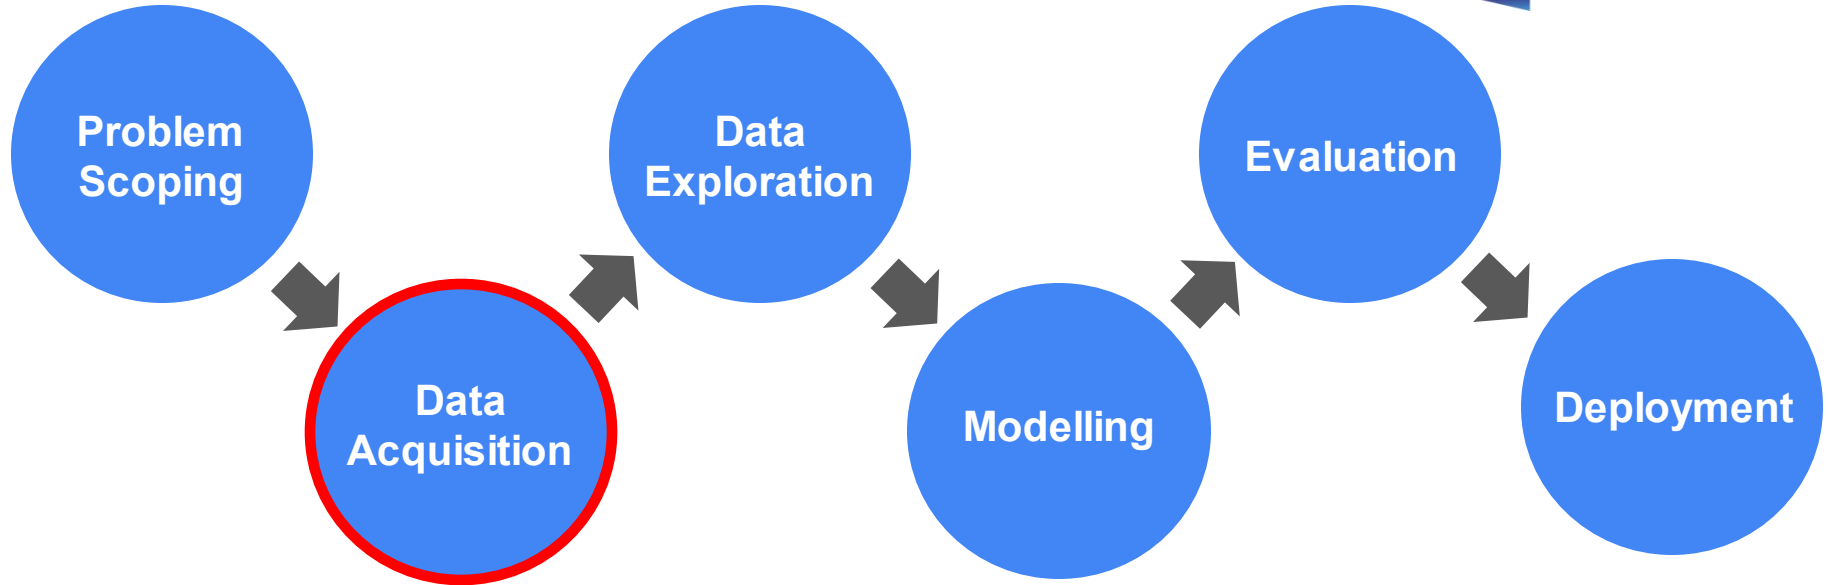 Problem
Scoping
Data
Acquisition
Data
Exploration
Modelling
Evaluation
Deployment